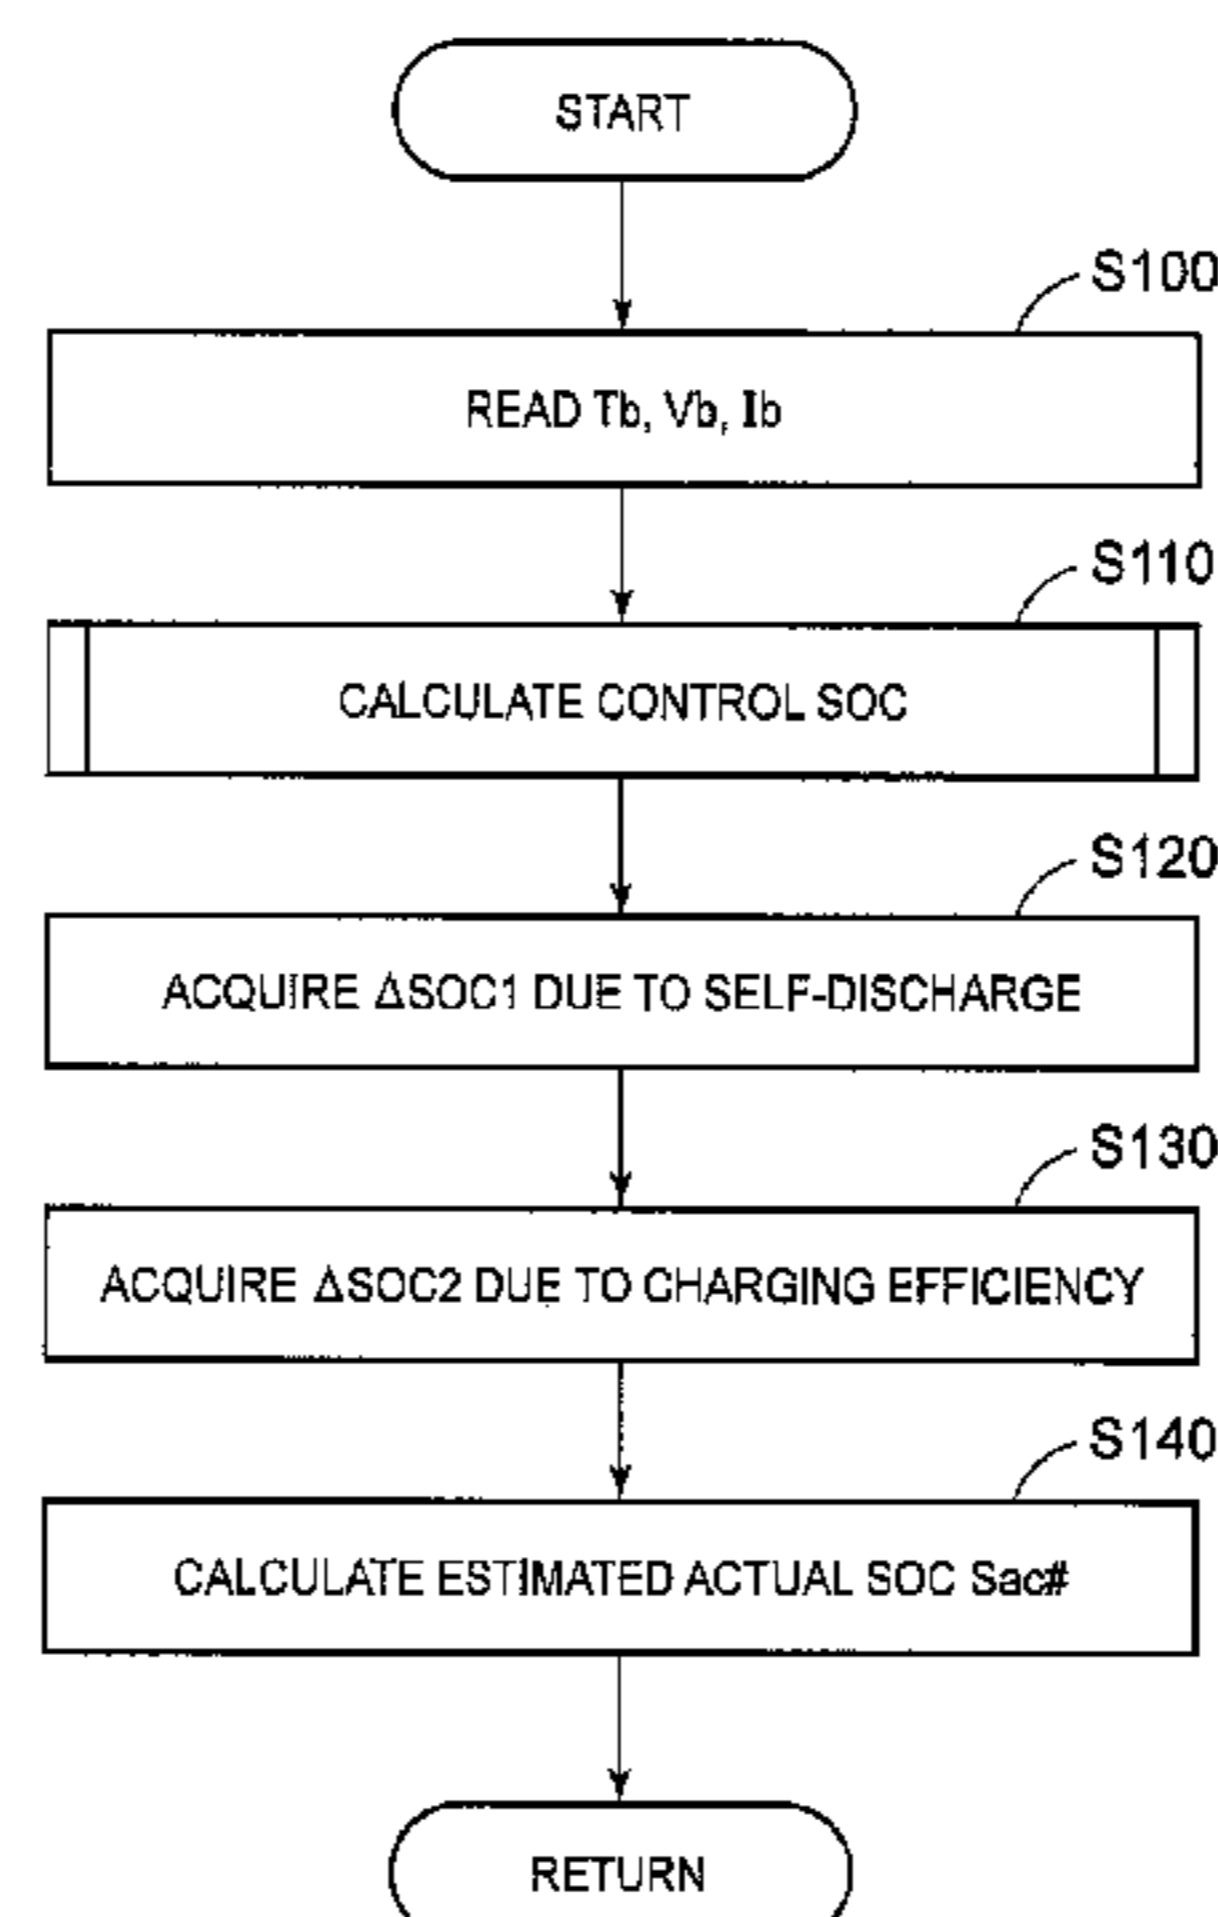 START
S100
READ Tb, Vb, Ib
S110
CALCULATE CONTROL SOC
S120
ACQUIRE ΔSOC1 DUE TO SELF-DISCHARGE
S130
ACQUIRE ΔSOC2 DUE TO CHARGING EFFICIENCY
S140
CALCULATE ESTIMATED ACTUAL SOC Sac#
RETURN